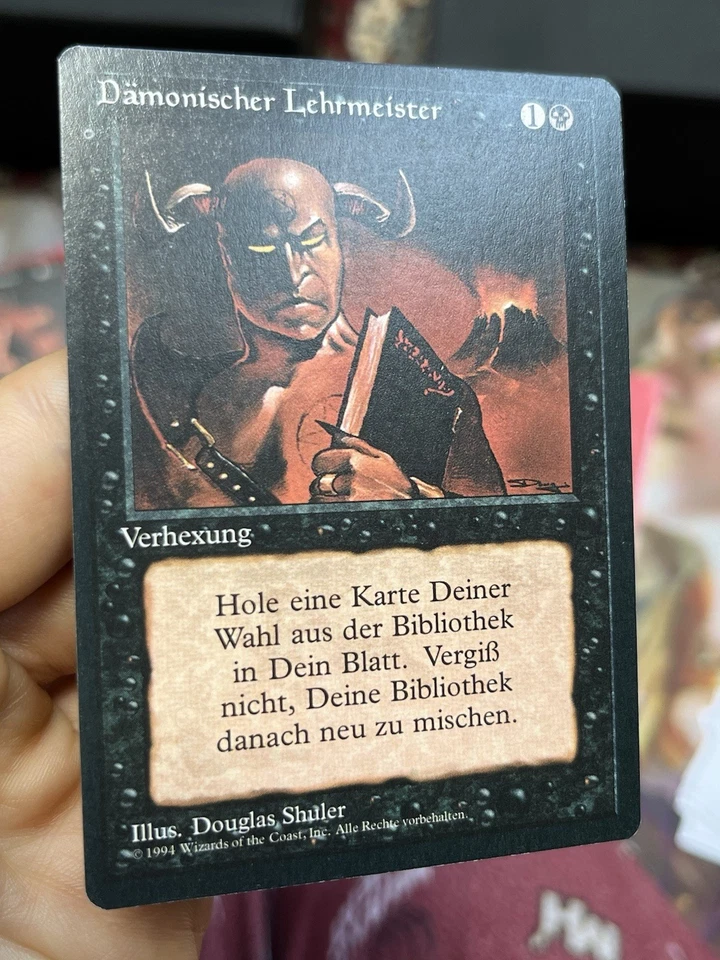 Dämonischer Lehrmeister 1
Verhexung
Hole eine Karte Deiner
Wahl aus der Bibliothek
in Dein Blatt. Vergiß
nicht, Deine Bibliothek
danach neu zu mischen.
Illus. Douglas Shuler
© 1994 Wizards of the Coast, Inc. Alle Rechte vorbehalten.